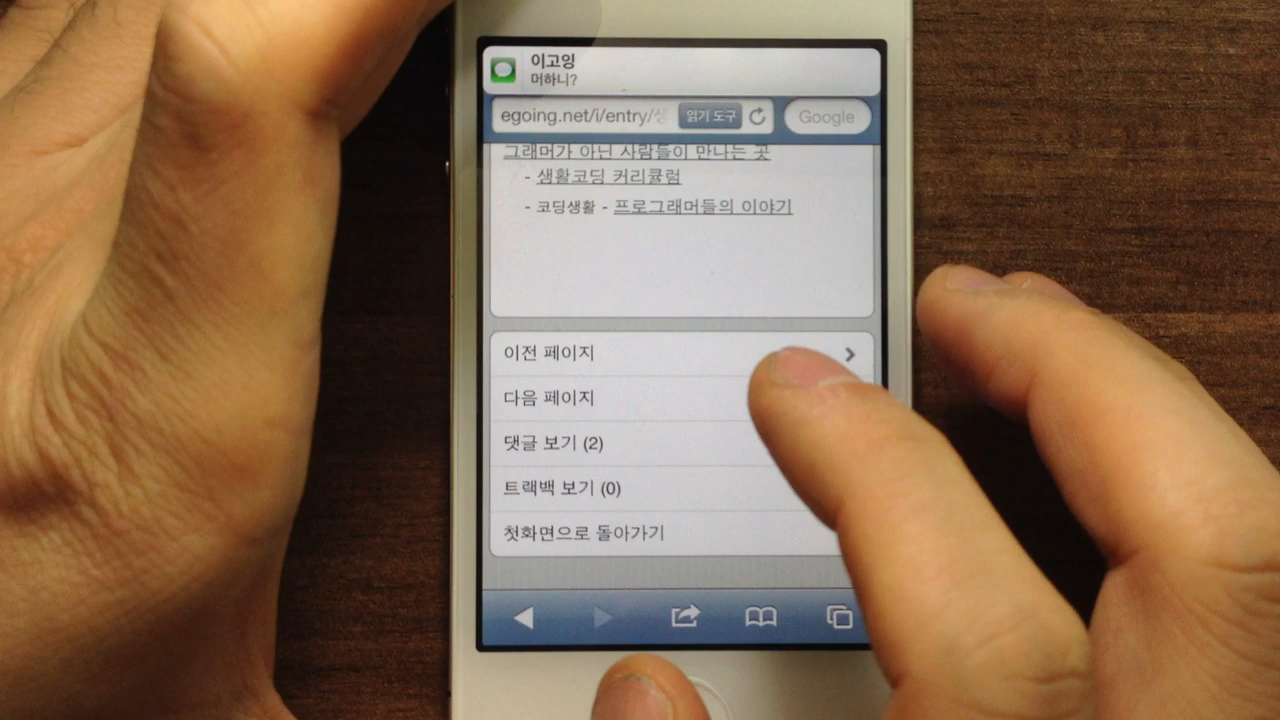 이고잉
머하니?
egoing.net/i/entry/생
읽기 도구
Google
그래머가 아닌 사람들이 만나는 곳
- 생활코딩 커리큘럼
- 코딩생활 - 프로그래머들의 이야기
이전 페이지
다음 페이지
댓글 보기 (2)
트랙백 보기 (0)
첫화면으로 돌아가기